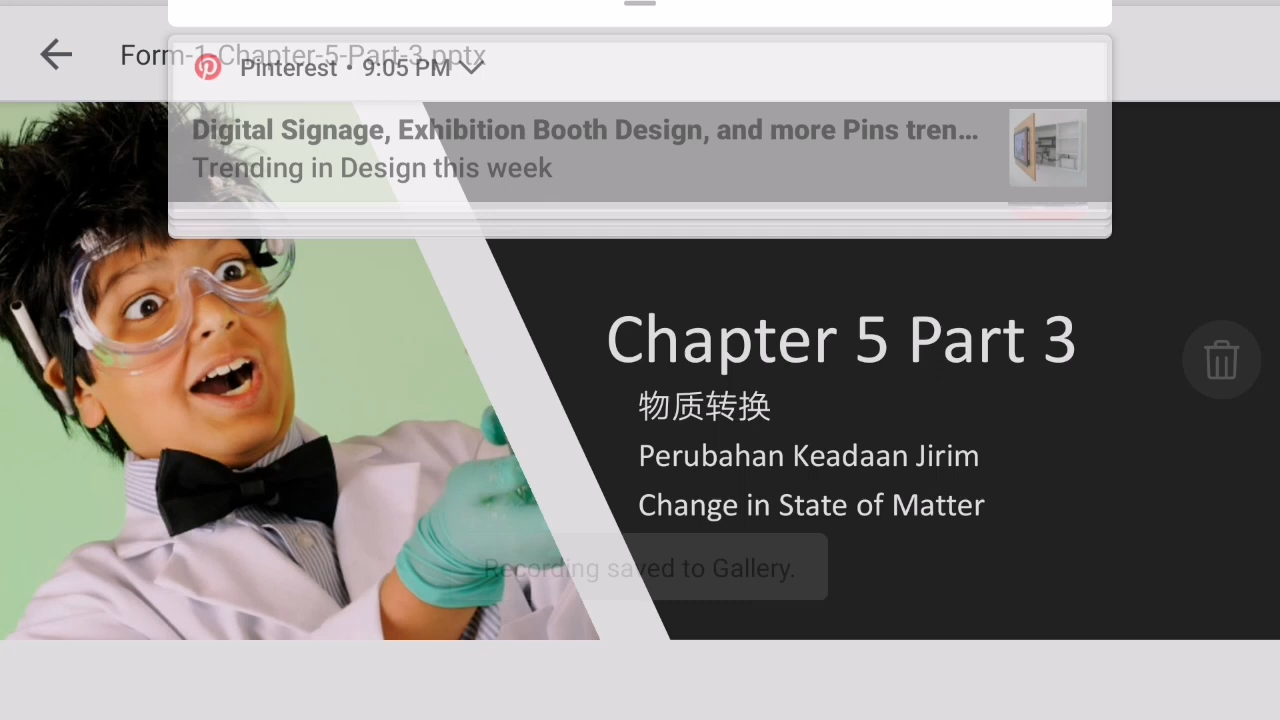 Form-1-Chapter-5-Part-3.pptx
Pinterest • 9:05 PM
Digital Signage, Exhibition Booth Design, and more Pins tren...
Trending in Design this week
Chapter 5 Part 3
物质转换
Perubahan Keadaan Jirim
Change in State of Matter
Recording saved to Gallery.